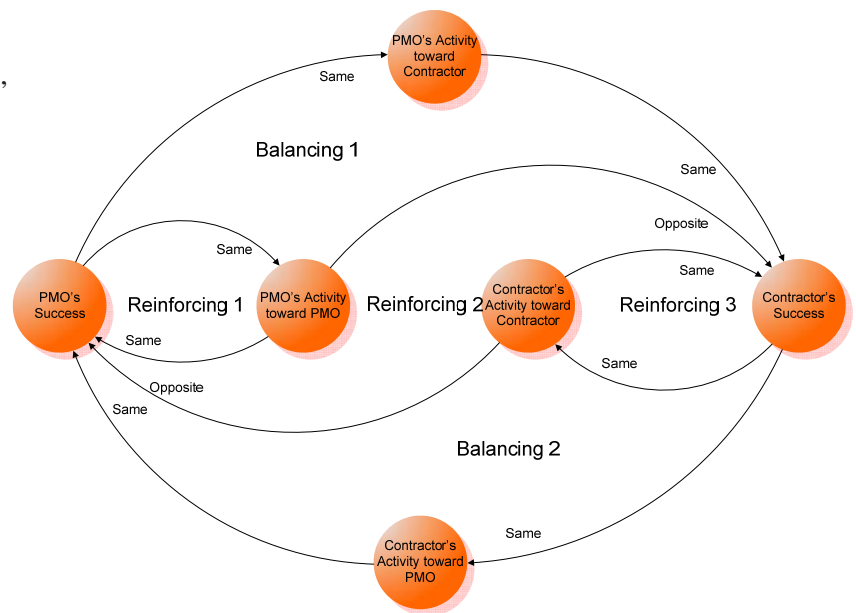 PMO's Activity
toward
Contractor
Same
,
Balancing 1
Same
Opposite
Same
Same
PMO's
Success
Reinforcing 1
PMO's Activity
toward PMO
Reinforcing 2
Contractor's
Activity toward
Contractor
Reinforcing 3
Contractor's
Success
Same
Same
Opposite
Same
Balancing 2
Same
Contractor's
Activity toward
PMO